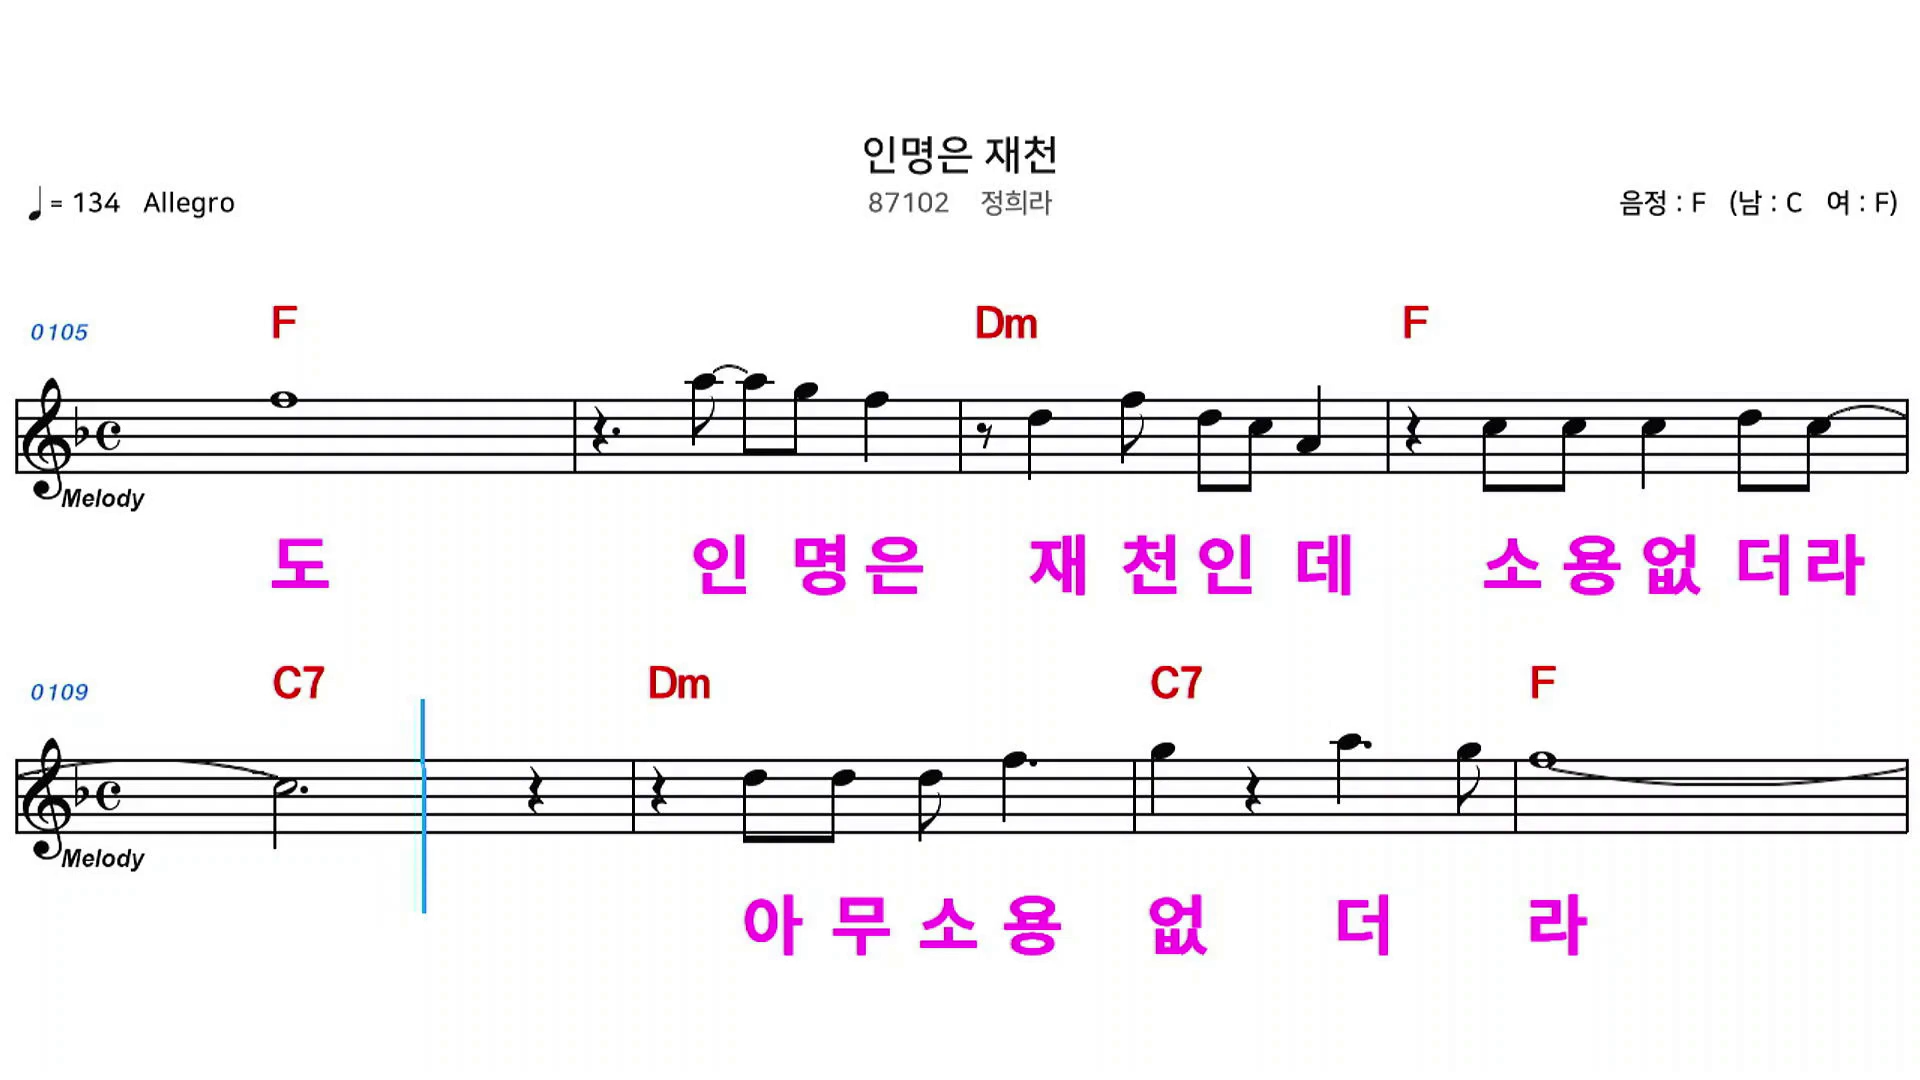 인명은 재천
♩= 134 Allegro 87102 정희라 음정 : F (남 : C 여 : F)
0105 F Dm F
Melody
도 인 명은 재 천인 데 소용없 더라
0109 C7 Dm C7 F
Melody
아 무 소 용 없 더 라